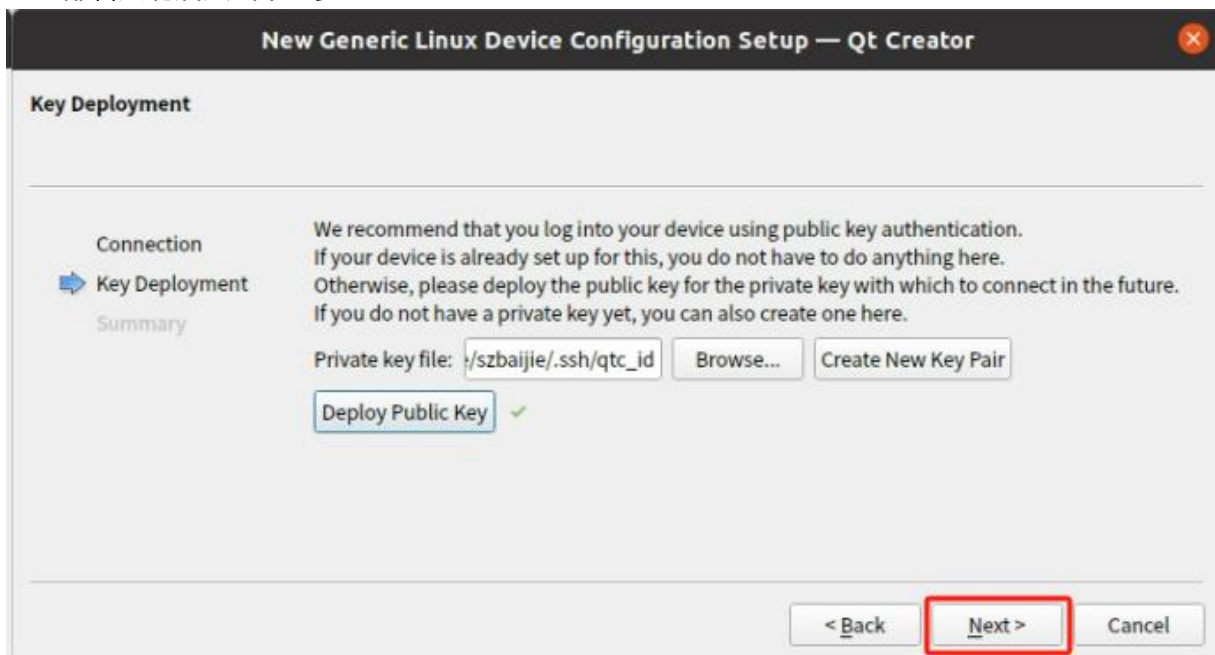 New Generic Linux Device Configuration Setup — Qt Creator
Key Deployment
Connection
Key Deployment
Summary
We recommend that you log into your device using public key authentication.
If your device is already set up for this, you do not have to do anything here.
Otherwise, please deploy the public key for the private key with which to connect in the future.
If you do not have a private key yet, you can also create one here.
Private key file: /szbaijie/.ssh/qtc_id Browse... Create New Key Pair
Deploy Public Key
< Back Next > Cancel